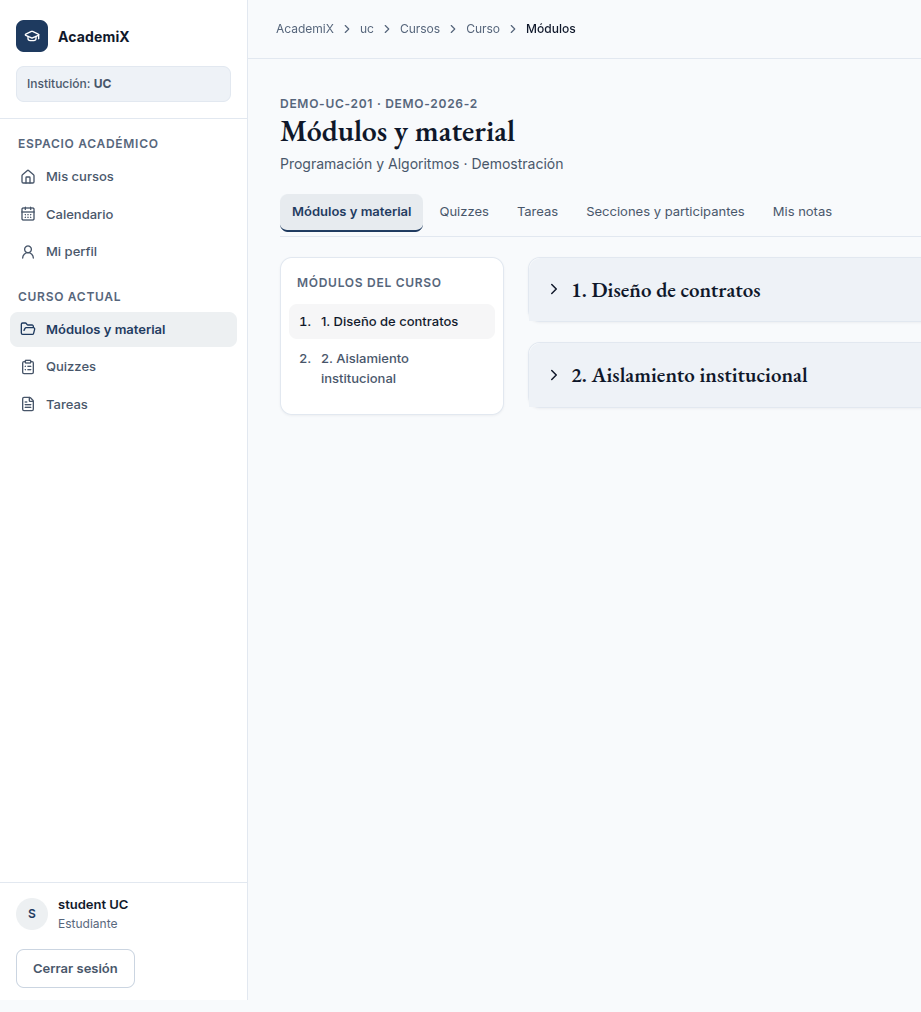 AcademiX
Institución: UC
ESPACIO ACADÉMICO
Mis cursos
Calendario
Mi perfil
CURSO ACTUAL
Módulos y material
Quizzes
Tareas
student UC
S
Estudiante
Cerrar sesión
AcademiX > uc > Cursos > Curso > Módulos
DEMO-UC-201 · DEMO-2026-2
Módulos y material
Programación y Algoritmos · Demostración
Módulos y material Quizzes Tareas Secciones y participantes Mis notas
MÓDULOS DEL CURSO
1. 1. Diseño de contratos
2. 2. Aislamiento
institucional
1. Diseño de contratos
2. Aislamiento institucional